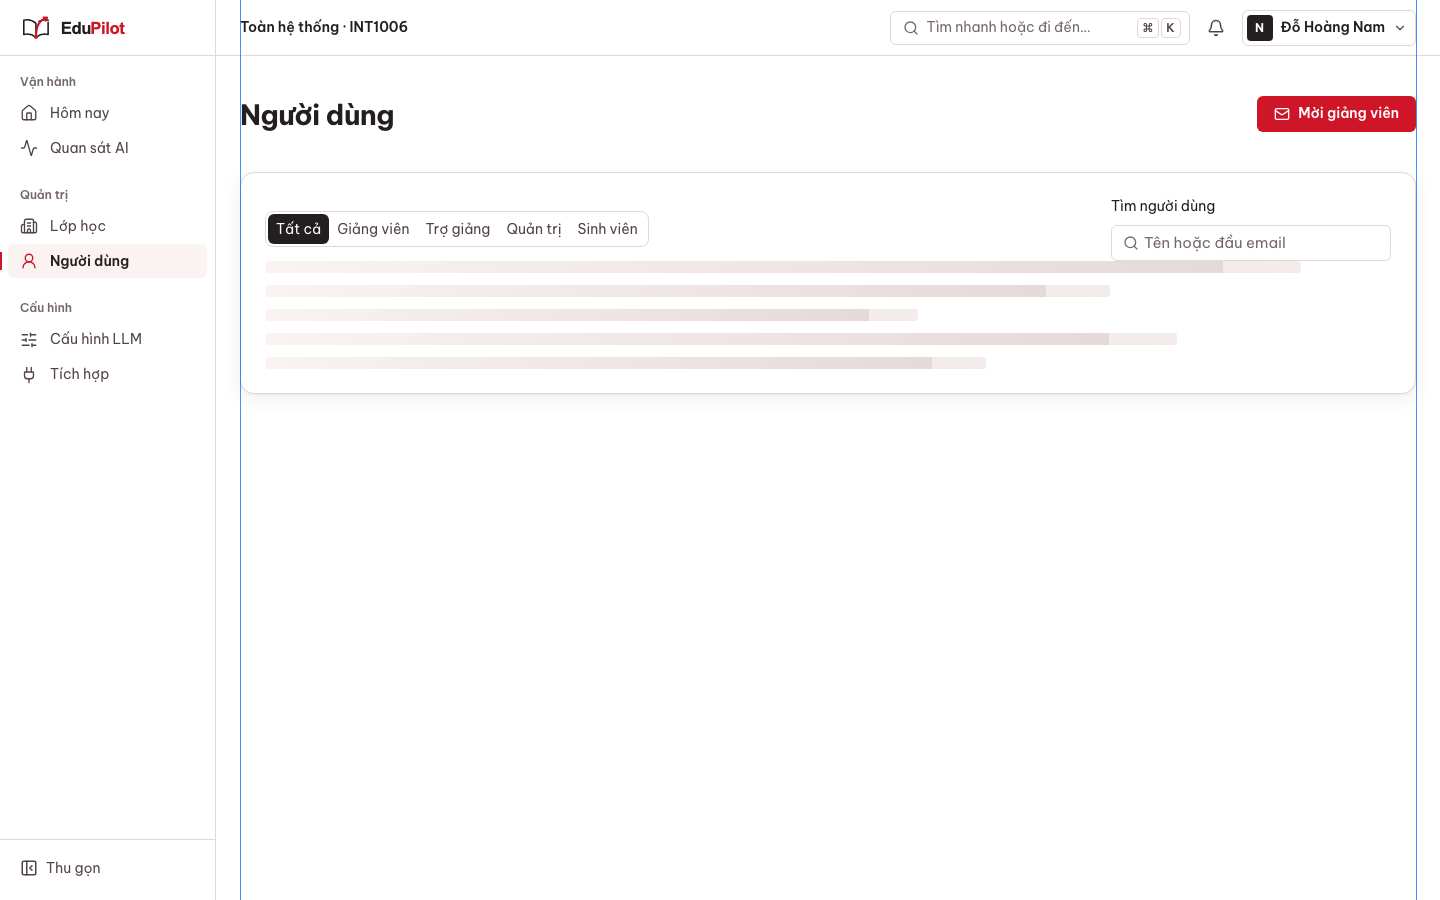 EduPilot
Toàn hệ thống · INT1006
Tìm nhanh hoặc đi đến...
⌘ K
N
Đỗ Hoàng Nam
Vận hành
Hôm nay
Quan sát AI
Quản trị
Lớp học
Người dùng
Cấu hình
Cấu hình LLM
Tích hợp
Thu gọn
Người dùng
Mời giảng viên
Tất cả
Giảng viên
Trợ giảng
Quản trị
Sinh viên
Tìm người dùng
Tên hoặc đầu email